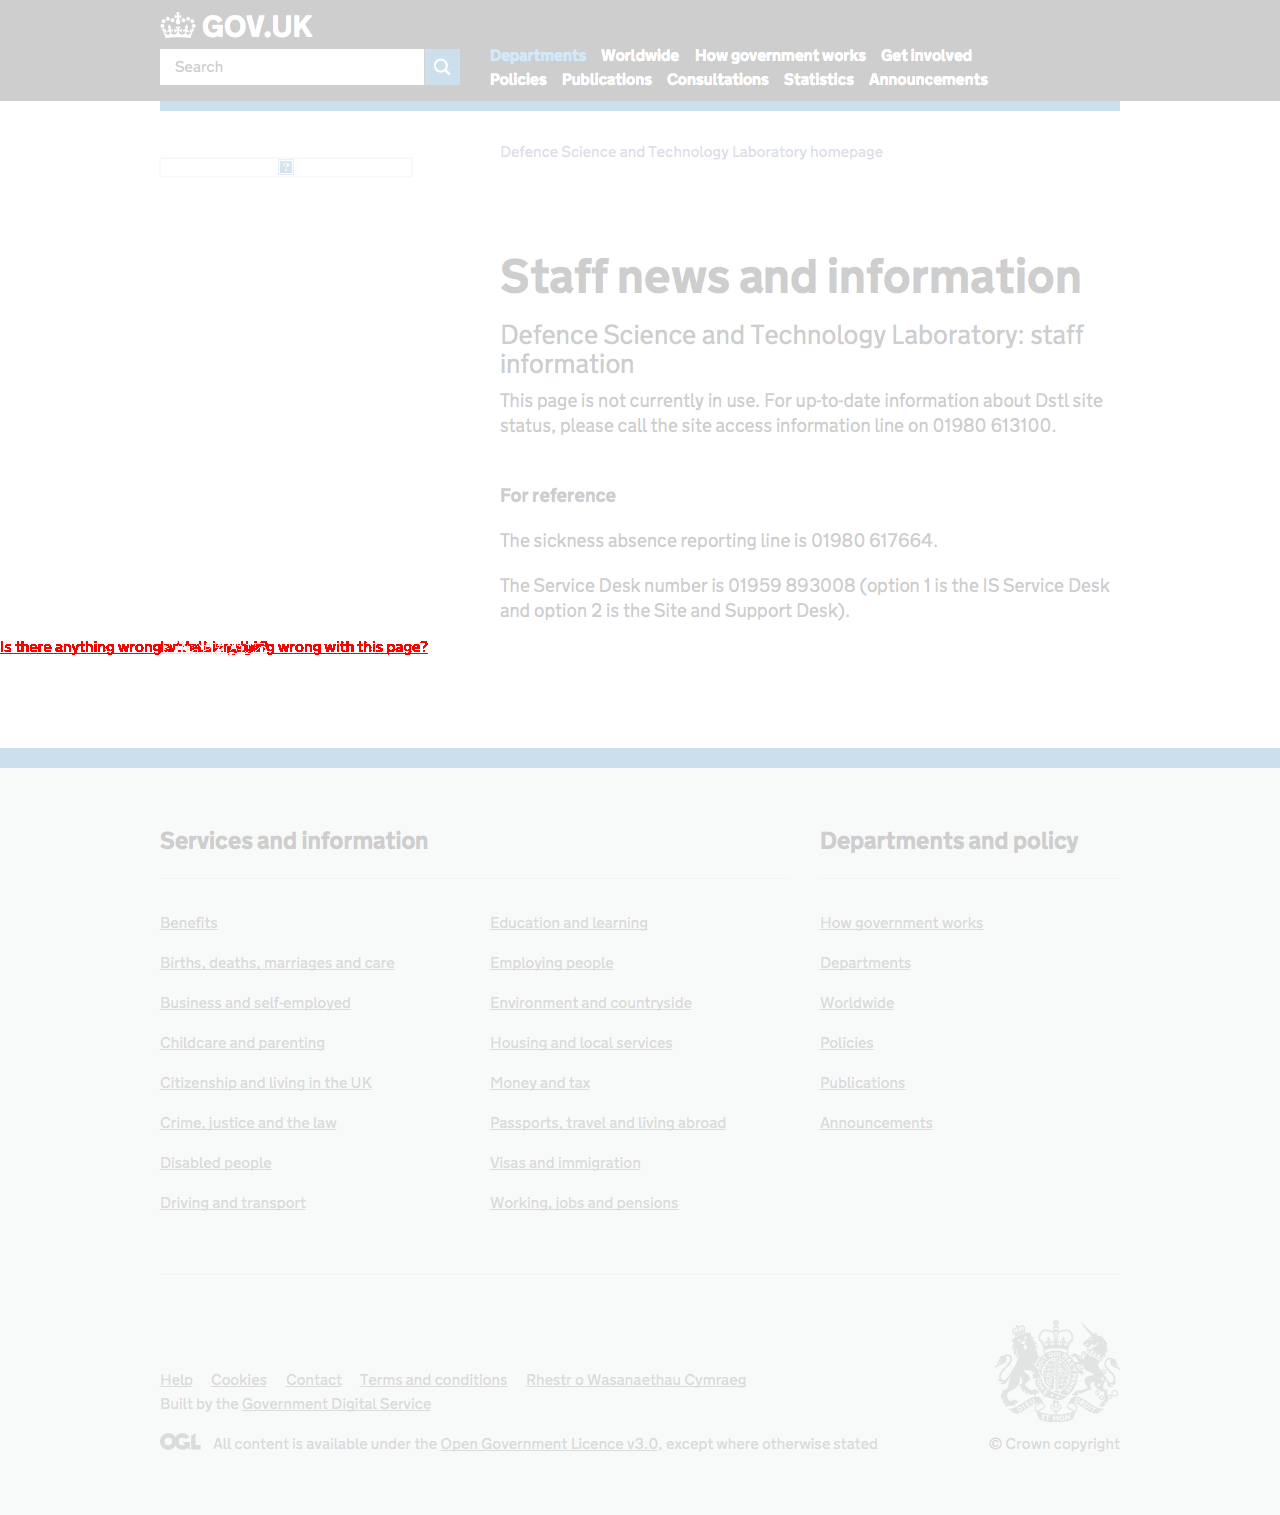 GOV.UK
Search
Departments Worldwide How government works Get involved
Policies Publications Consultations Statistics Announcements
Defence Science and Technology Laboratory homepage
Staff news and information
Defence Science and Technology Laboratory: staff
information
This page is not currently in use. For up-to-date information about Dstl site
status, please call the site access information line on 01980 613100.
For reference
The sickness absence reporting line is 01980 617664.
The Service Desk number is 01959 893008 (option 1 is the IS Service Desk
and option 2 is the Site and Support Desk).
Is there anything wrong wrong with this page?
Services and information
Departments and policy
Benefits
Births, deaths, marriages and care
Business and self-employed
Childcare and parenting
Citizenship and living in the UK
Crime, justice and the law
Disabled people
Driving and transport
Education and learning
Employing people
Environment and countryside
Housing and local services
Money and tax
Passports, travel and living abroad
Visas and immigration
Working, jobs and pensions
How government works
Departments
Worldwide
Policies
Publications
Announcements
Help Cookies Contact Terms and conditions Rhestr o Wasanaethau Cymraeg
Built by the Government Digital Service
OGL All content is available under the Open Government Licence v3.0, except where otherwise stated
© Crown copyright